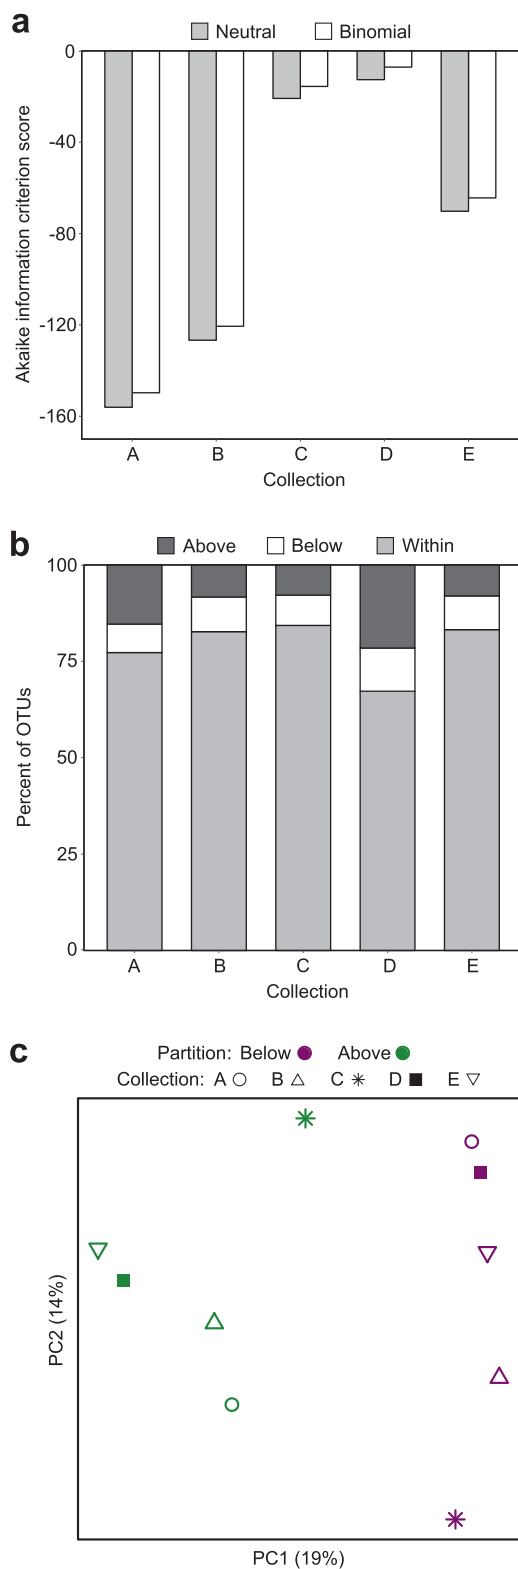 a
Neutral Binomial
0
-40
-80
-120
-160
Akaike information criterion score
A B C D E
Collection
b
Above Below Within
100
75
50
25
0
Percent of OTUs
A B C D E
Collection
c
Partition: Below Above
Collection: A B C D E
PC2 (14%)
PC1 (19%)